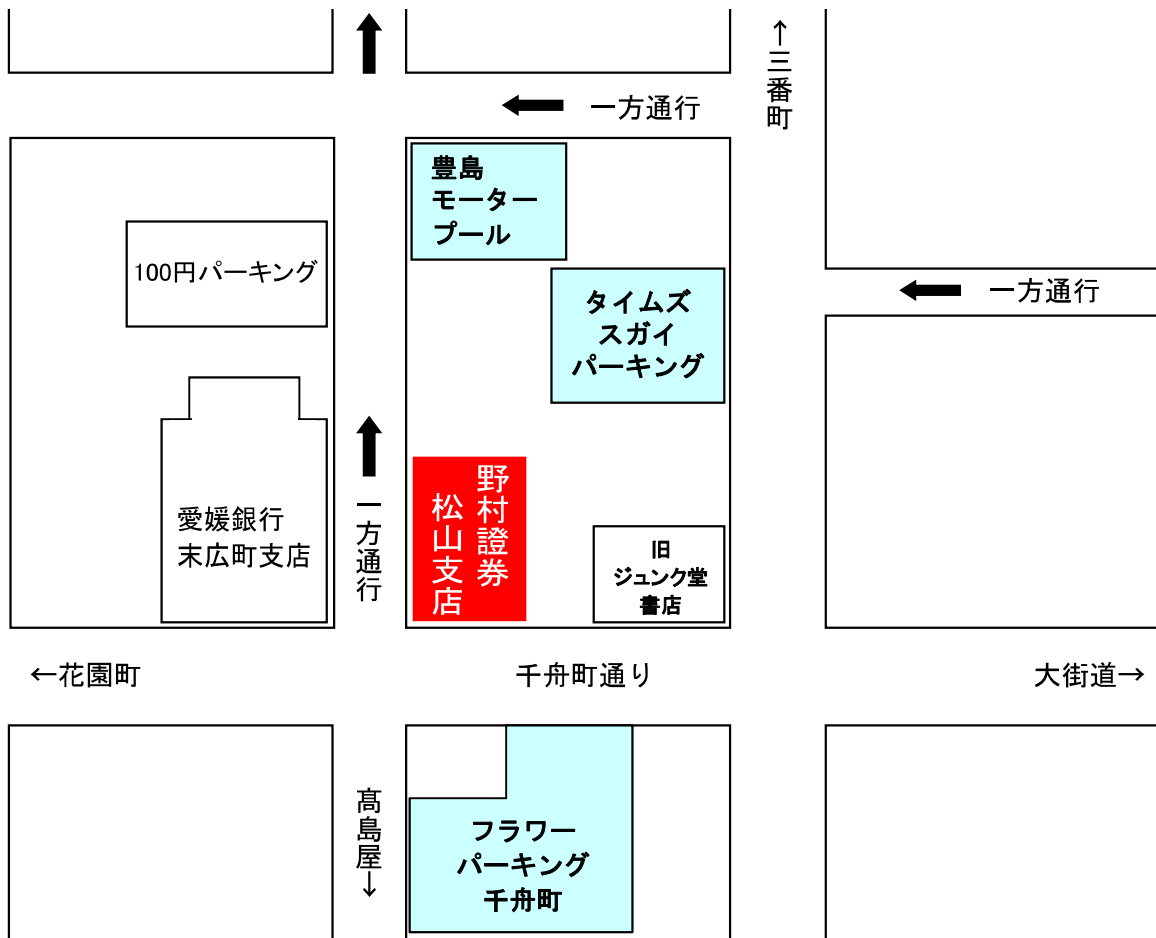 ↑三番町
一方通行
豊島
モーター
プール
100円パーキング
タイムズ
スガイ
パーキング
一方通行
野村證券
松山支店
愛媛銀行
末広町支店
一方通行
旧
ジュンク堂
書店
←花園町
千舟町通り
大街道→
髙島屋→
フラワー
パーキング
千舟町